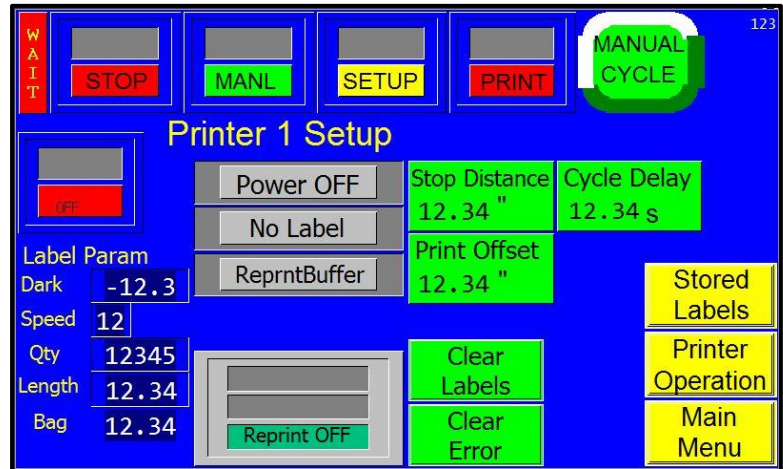 123
WAIT
STOP
MANL
SETUP
PRINT
MANUAL
CYCLE
Printer 1 Setup
OFF
Power OFF
No Label
ReprntBuffer
Stop Distance
12.34 "
Cycle Delay
12.34 s
Print Offset
12.34 "
Label Param
Dark -12.3
Speed 12
Qty 12345
Length 12.34
Bag 12.34
Reprint OFF
Clear
Labels
Clear
Error
Stored
Labels
Printer
Operation
Main
Menu